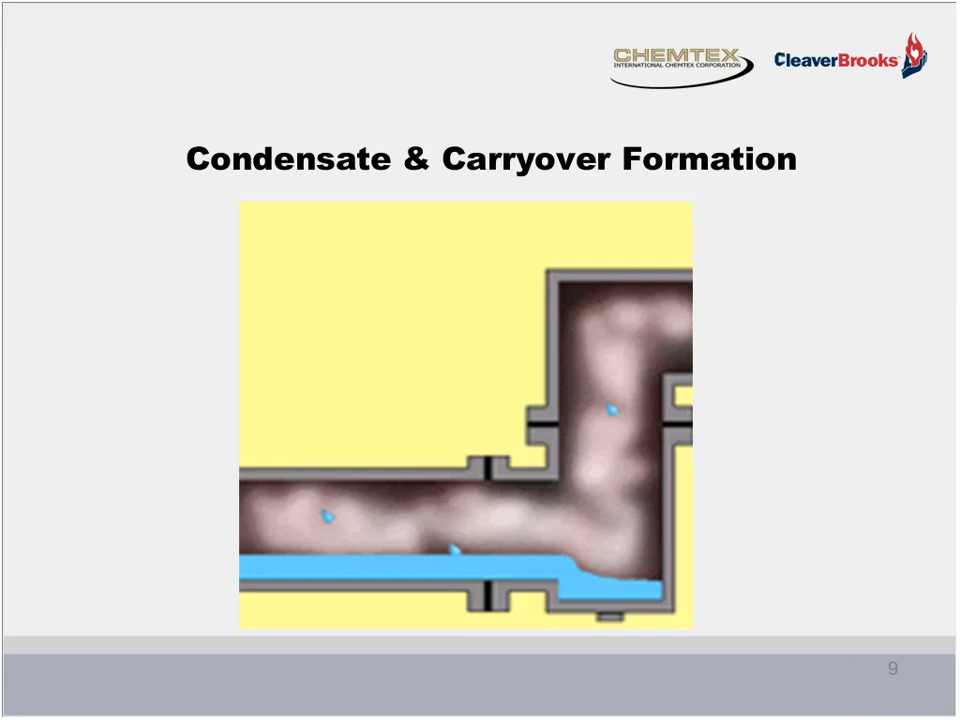 CHEMTEX
INTERNATIONAL CHEMTEX CORPORATION
CleaverBrooks
Condensate & Carryover Formation
9